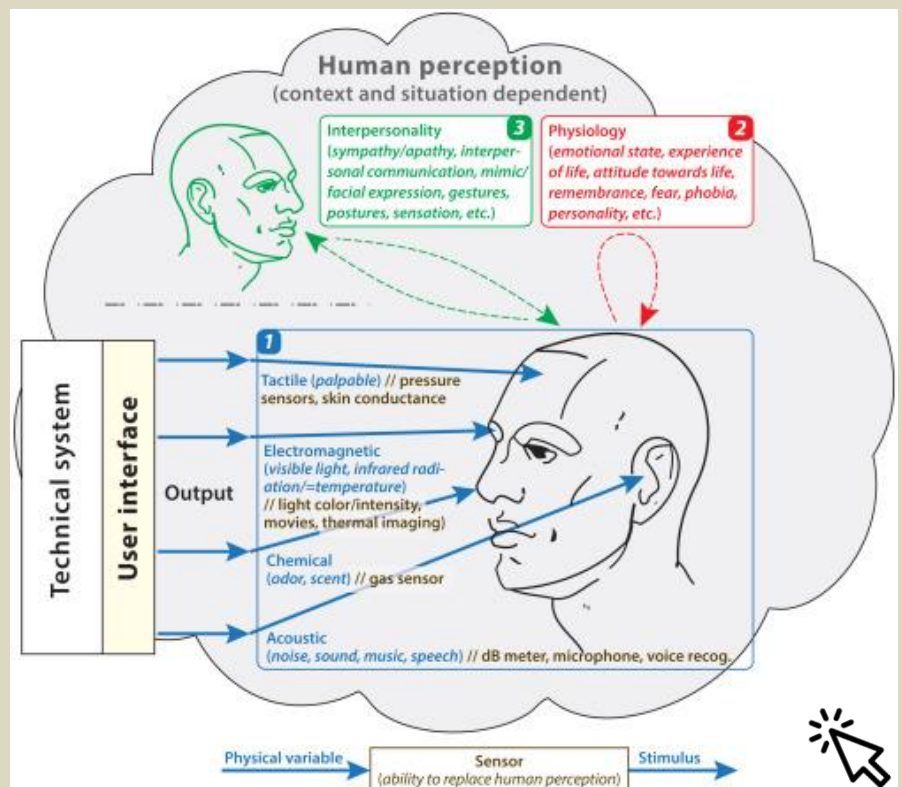 Human perception
(context and situation dependent)
Interpersonality 3
(sympathy/apathy, interper-
sonal communication, mimic/
facial expression, gestures,
postures, sensation, etc.)
Physiology 2
(emotional state, experience
of life, attitude towards life,
remembrance, fear, phobia,
personality, etc.)
Technical system
User interface
Output
1
Tactile (palpable) // pressure
sensors, skin conductance
Electromagnetic
(visible light, infrared radi-
ation/=temperature)
// light color/intensity,
movies, thermal imaging)
Chemical
(odor, scent) // gas sensor
Acoustic
(noise, sound, music, speech) // dB meter, microphone, voice recog.
Physical variable
Sensor
(ability to replace human perception)
Stimulus